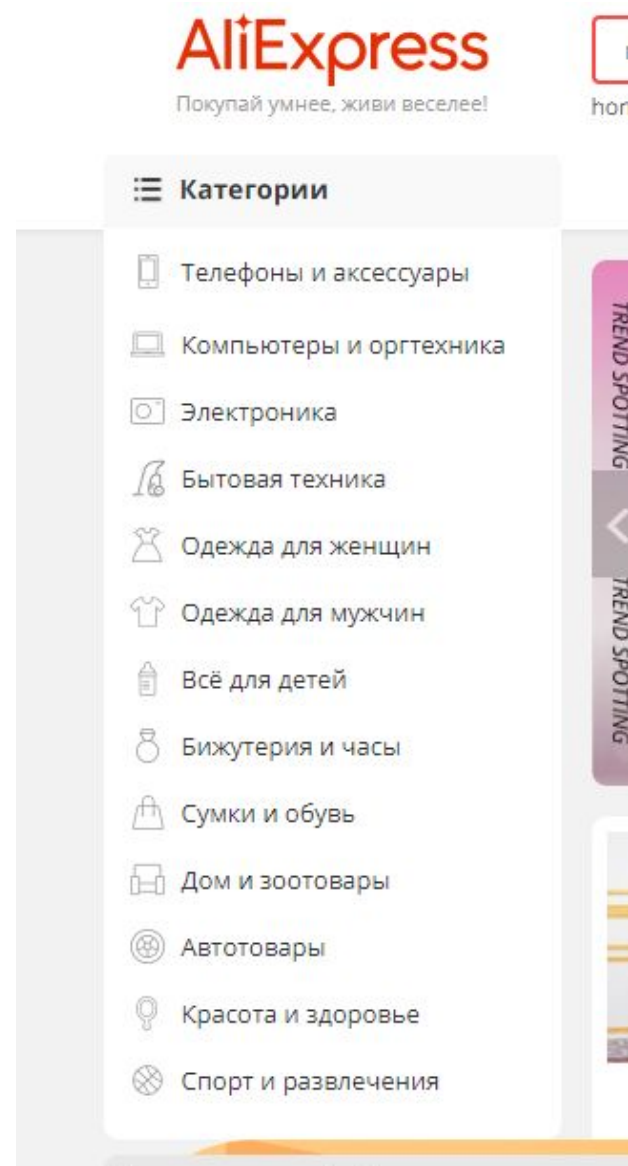 AliExpress
Покупай умнее, живи веселее!
Категории
Телефоны и аксессуары
Компьютеры и оргтехника
Электроника
Бытовая техника
Одежда для женщин
Одежда для мужчин
Всё для детей
Бижутерия и часы
Сумки и обувь
Дом и зоотовары
Автотовары
Красота и здоровье
Спорт и развлечения
TREND SPOTTING
TREND SPOTTING